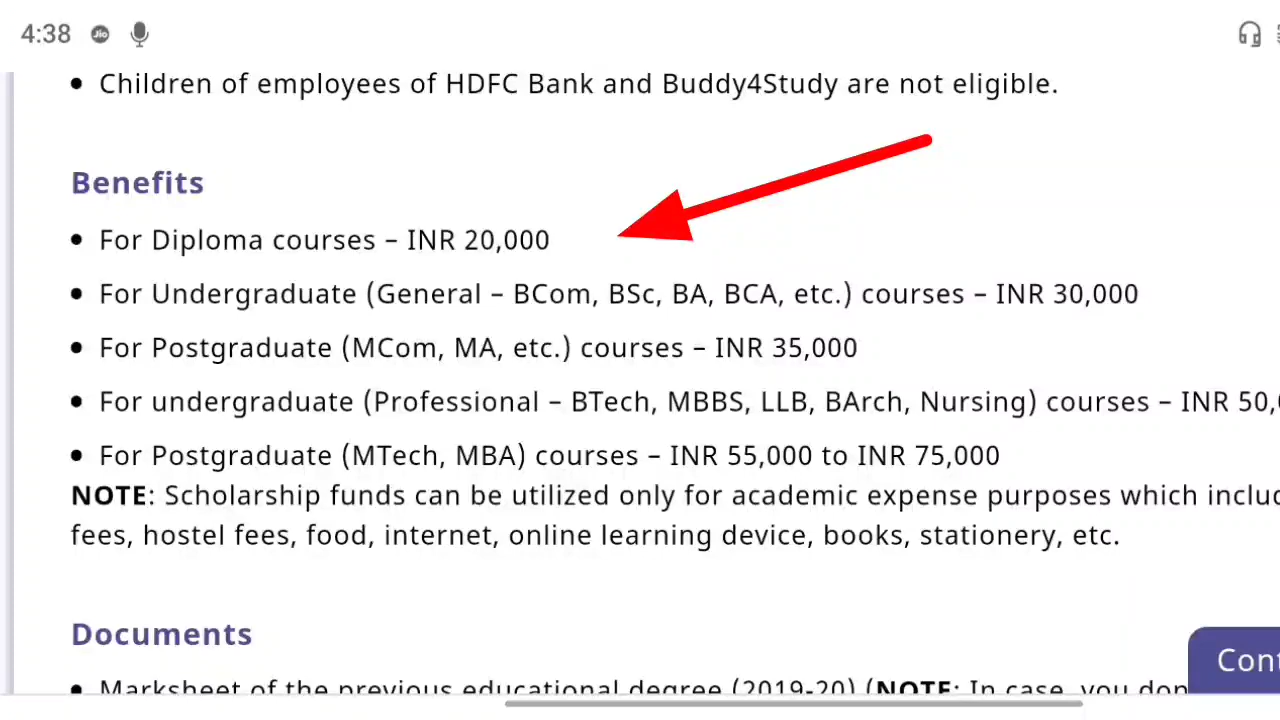 4:38
Jio
• Children of employees of HDFC Bank and Buddy4Study are not eligible.
Benefits
• For Diploma courses – INR 20,000
• For Undergraduate (General – BCom, BSc, BA, BCA, etc.) courses – INR 30,000
• For Postgraduate (MCom, MA, etc.) courses – INR 35,000
• For undergraduate (Professional – BTech, MBBS, LLB, BArch, Nursing) courses – INR 50,
• For Postgraduate (MTech, MBA) courses – INR 55,000 to INR 75,000
NOTE: Scholarship funds can be utilized only for academic expense purposes which includ
fees, hostel fees, food, internet, online learning device, books, stationery, etc.
Documents
Cont
• Marksheet of the previous educational degree (2019-20) (NOTE: In case, you don